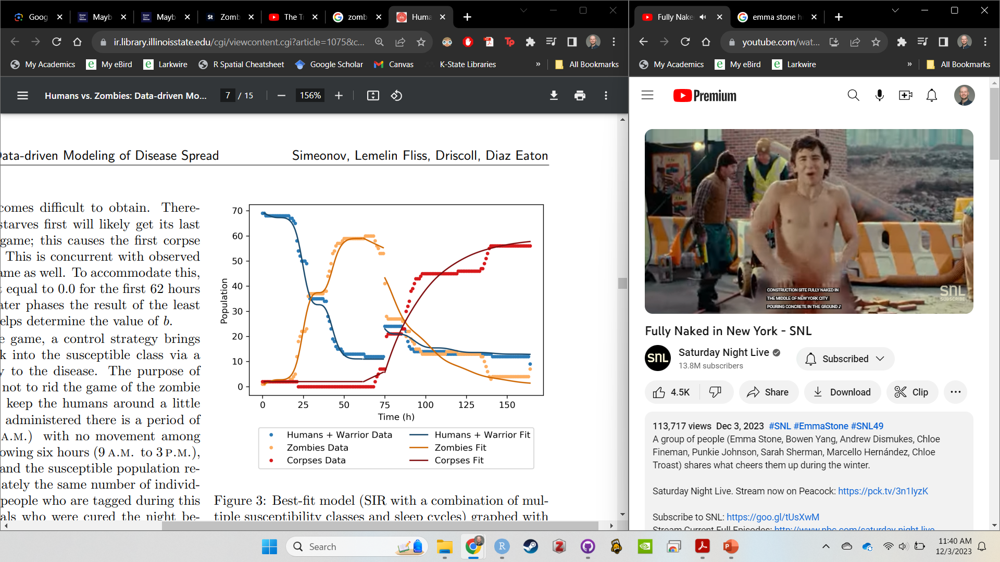 Goog
Mayb
Mayb
Zomb
The T
zomb
Huma
ir.library.illinoisstate.edu/cgi/viewcontent.cgi?article=1075&c...
My Academics
My eBird
Larkwire
R Spatial Cheatsheet
Google Scholar
Canvas
K-State Libraries
»
All Bookmarks
Humans vs. Zombies: Data-driven Mo...
7 / 15
156%
Data-driven Modeling of Disease Spread
Simeonov, Lemelin Fliss, Driscoll, Diaz Eaton
comes difficult to obtain. There-
starves first will likely get its last
game; this causes the first corpse
This is concurrent with observed
ame as well. To accommodate this,
equal to 0.0 for the first 62 hours
ater phases the result of the least
elps determine the value of b.
e game, a control strategy brings
k into the susceptible class via a
y to the disease. The purpose of
not to rid the game of the zombie
keep the humans around a little
administered there is a period of
A.M.) with no movement among
owing six hours (9 A.M. to 3 P.M.),
and the susceptible population re-
ately the same number of individ-
people who are tagged during this
als who were cured the night be-
Population
70
60
50
40
30
20
10
0
0 25 50 75 100 125 150
Time (h)
Humans + Warrior Data
Humans + Warrior Fit
Zombies Data
Zombies Fit
Corpses Data
Corpses Fit
Figure 3: Best-fit model (SIR with a combination of mul-
tiple susceptibility classes and sleep cycles) graphed with
Fully Nake
emma stone h
youtube.com/wat...
My Academics
My eBird
Larkwire
»
All Bookmarks
Premium
CONSTRUCTION SITE FULLY NAKED IN
THE MIDDLE OF NEW YORK CITY
POURING CONCRETE IN THE GROUND ♪
SNL
SUBSCRIBE
Fully Naked in New York - SNL
SNL
Saturday Night Live
13.8M subscribers
Subscribed
4.5K
Share
Download
Clip
113,717 views Dec 3, 2023 #SNL #EmmaStone #SNL49
A group of people (Emma Stone, Bowen Yang, Andrew Dismukes, Chloe
Fineman, Punkie Johnson, Sarah Sherman, Marcello Hernández, Chloe
Troast) shares what cheers them up during the winter.
Saturday Night Live. Stream now on Peacock: https://pck.tv/3n1IyzK
Subscribe to SNL: https://goo.gl/tUsXwM
Stream Current Full Episodes: http://www.nbc.com/saturday-night-live
Search
11:40 AM
12/3/2023